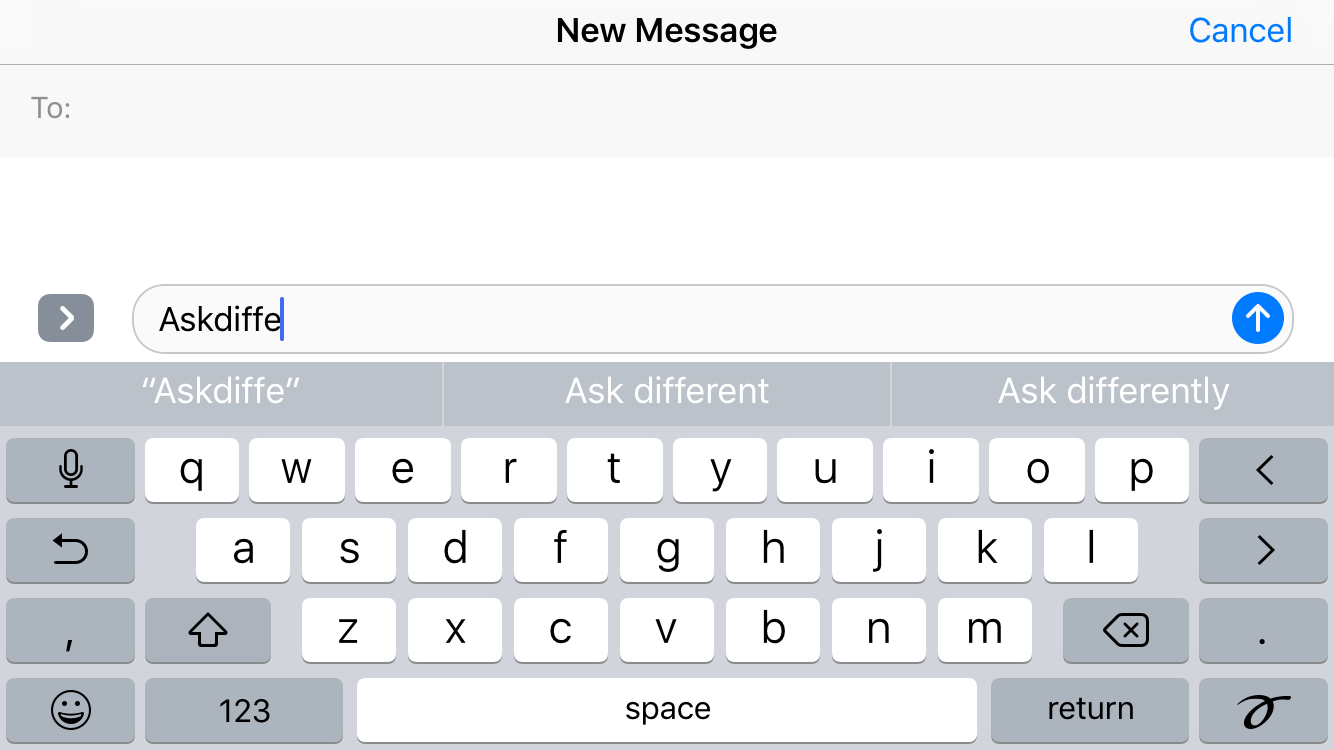 New Message
Cancel
To:
Askdiffe
“Askdiffe” Ask different Ask differently
q w e r t y u i o p
a s d f g h j k l
, z x c v b n m .
123 space return